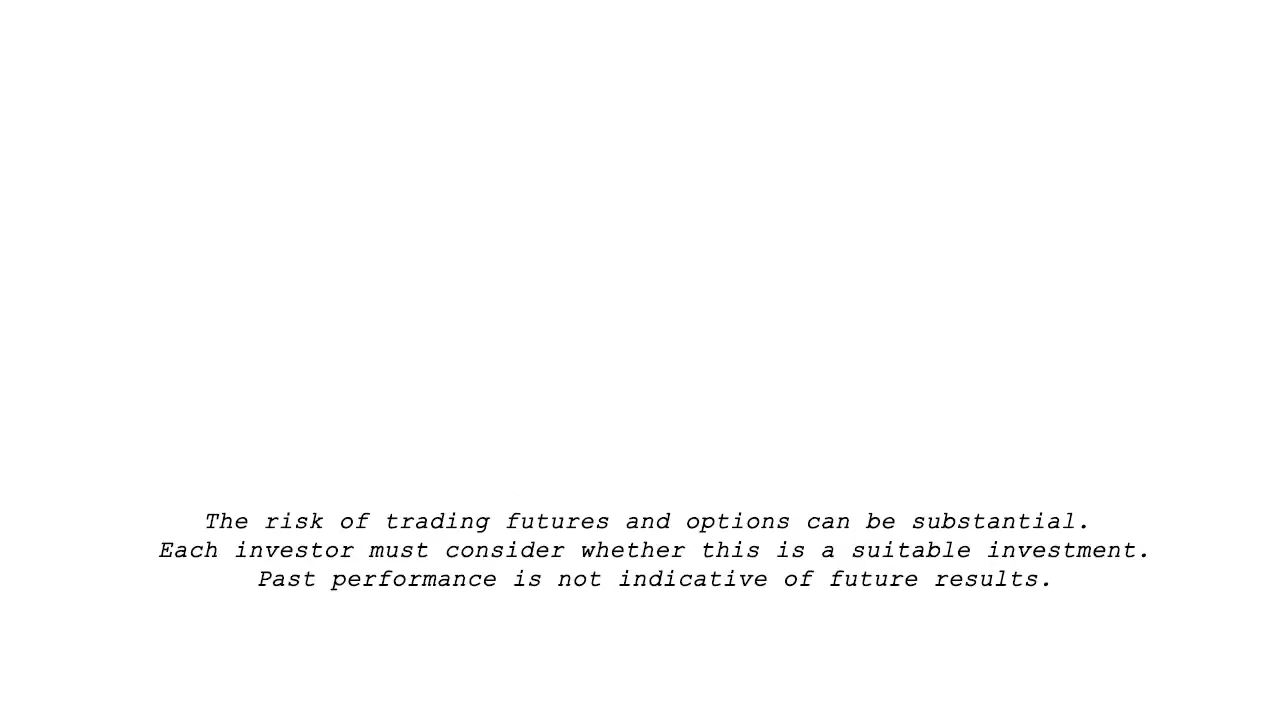 The risk of trading futures and options can be substantial.
Each investor must consider whether this is a suitable investment.
Past performance is not indicative of future results.